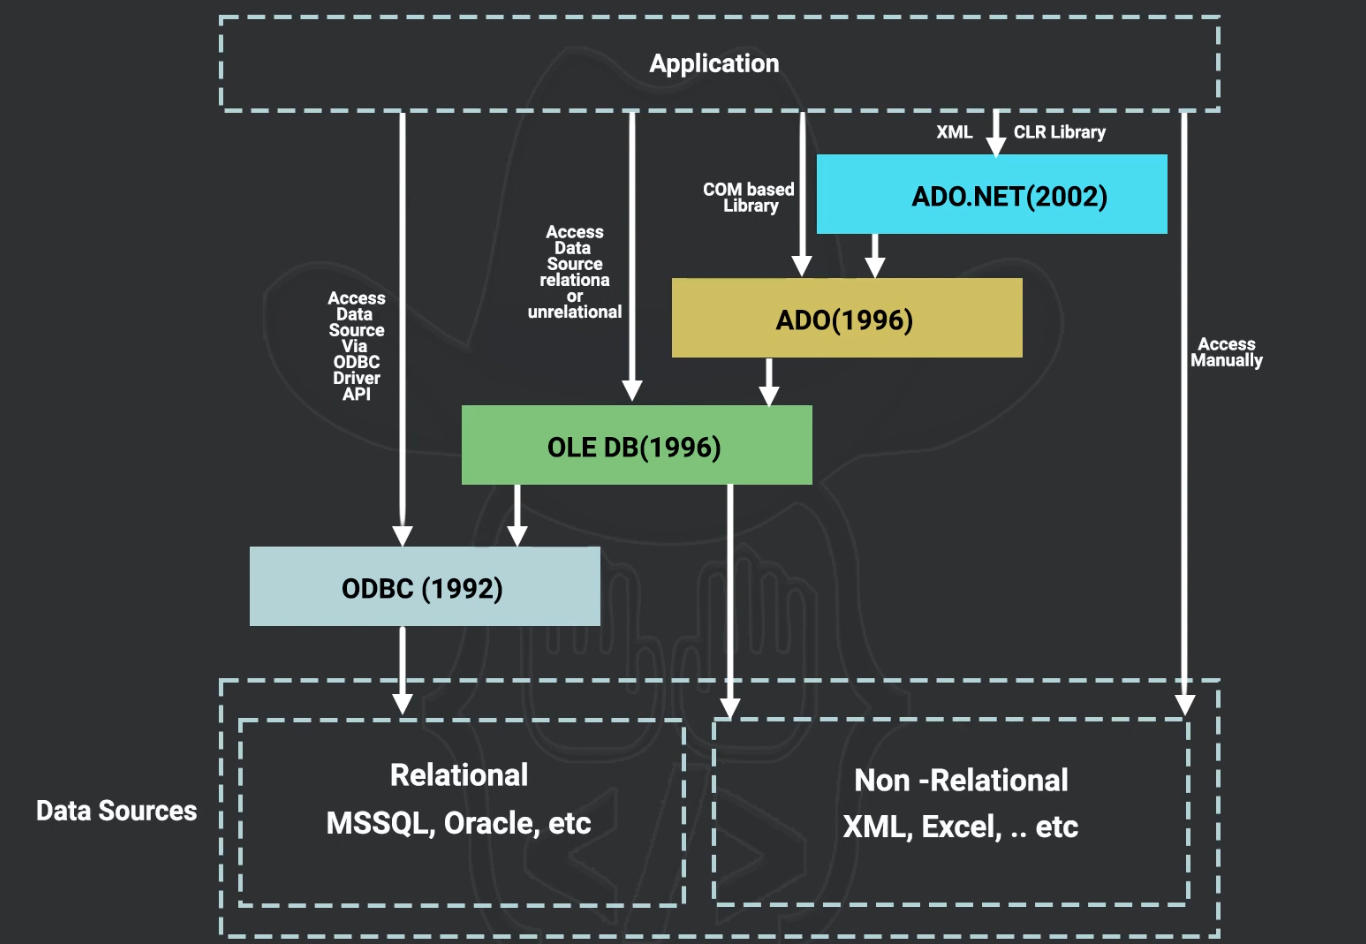 Application
XML
CLR Library
ADO.NET(2002)
COM based
Library
Access
Data
Source
relationa
or
unrelational
ADO(1996)
Access
Data
Source
Via
ODBC
Driver
API
Access
Manually
OLE DB(1996)
ODBC (1992)
Data Sources
Relational
MSSQL, Oracle, etc
Non -Relational
XML, Excel, .. etc